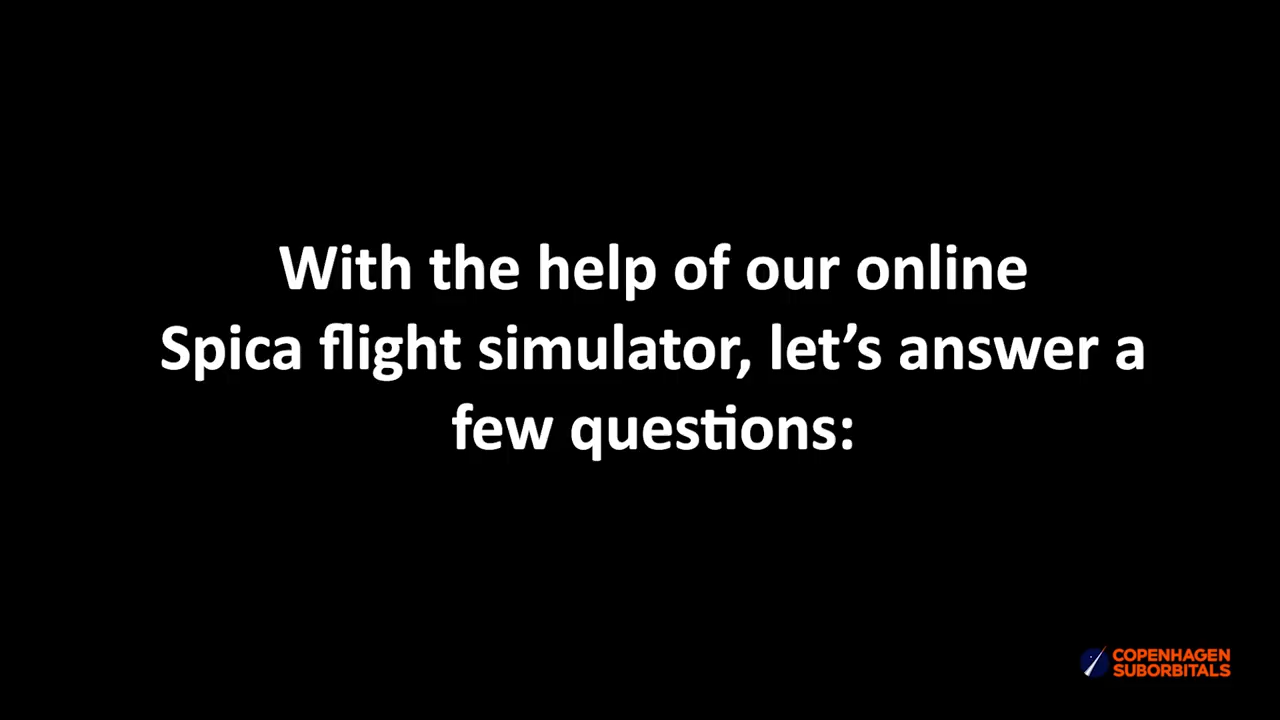 With the help of our online
Spica flight simulator, let’s answer a
few questions:
COPENHAGEN
SUBORBITALS